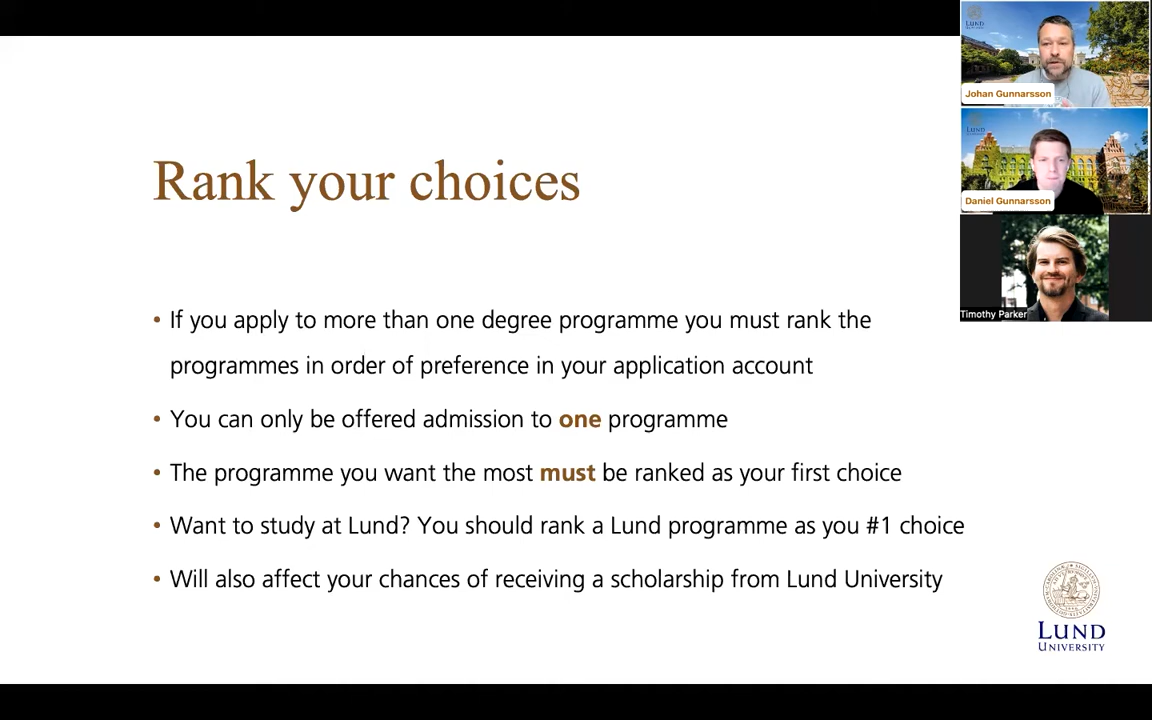 Rank your choices
• If you apply to more than one degree programme you must rank the
programmes in order of preference in your application account
• You can only be offered admission to one programme
• The programme you want the most must be ranked as your first choice
• Want to study at Lund? You should rank a Lund programme as you #1 choice
• Will also affect your chances of receiving a scholarship from Lund University
LUND
UNIVERSITY
LUND
Johan Gunnarsson
Daniel Gunnarsson
Timothy Parker